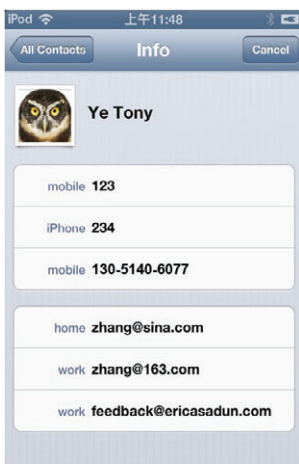 iPod 上午11:48
All Contacts Info Cancel
Ye Tony
mobile 123
iPhone 234
mobile 130-5140-6077
home zhang@sina.com
work zhang@163.com
work feedback@ericasadun.com